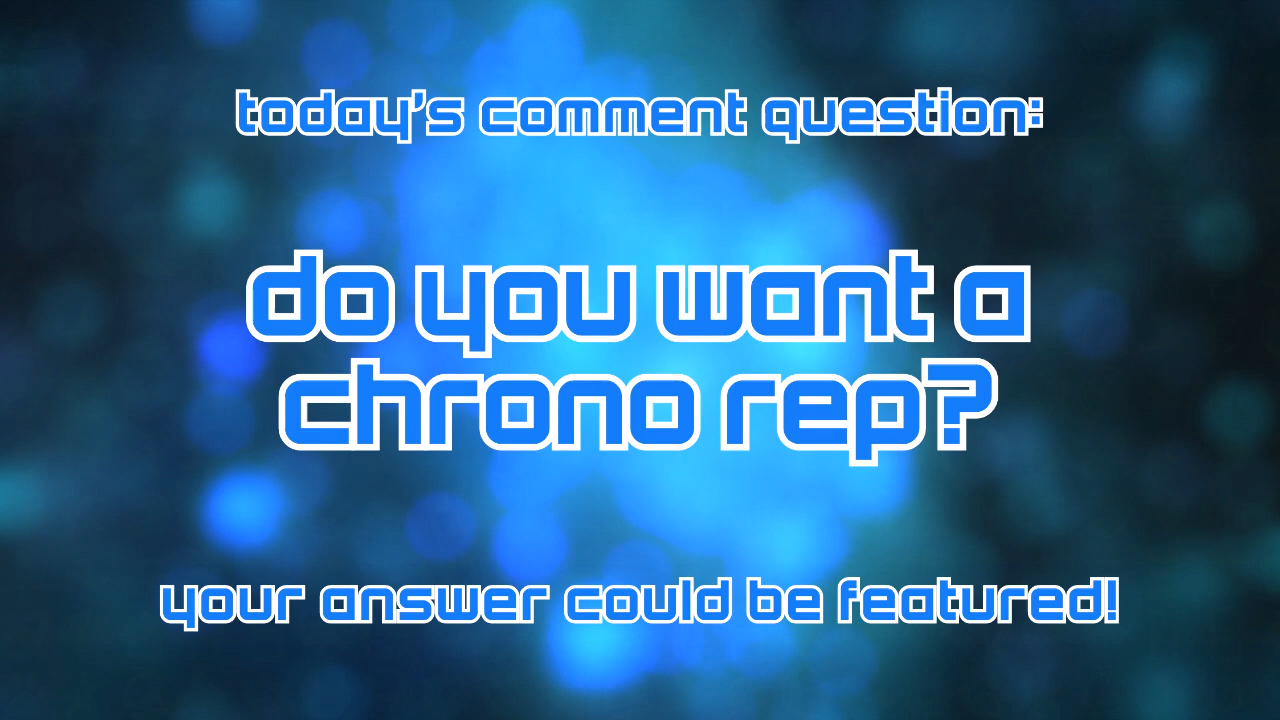 today's comment question:
do you want a
chrono rep?
your answer could be featured!